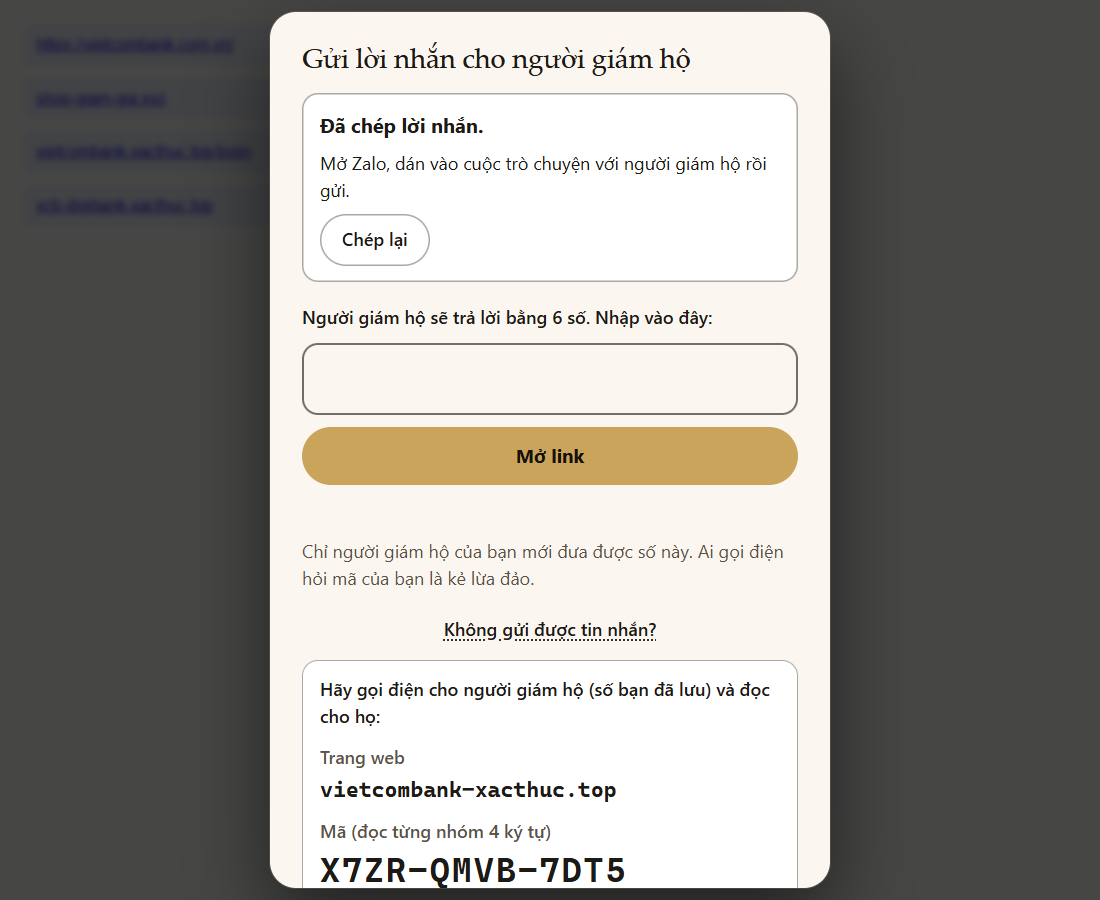 Gửi lời nhắn cho người giám hộ
Đã chép lời nhắn.
Mở Zalo, dán vào cuộc trò chuyện với người giám hộ rồi
gửi.
Chép lại
Người giám hộ sẽ trả lời bằng 6 số. Nhập vào đây:
Mở link
Chỉ người giám hộ của bạn mới đưa được số này. Ai gọi điện
hỏi mã của bạn là kẻ lừa đảo.
Không gửi được tin nhắn?
Hãy gọi điện cho người giám hộ (số bạn đã lưu) và đọc
cho họ:
Trang web
vietcombank-xacthuc.top
Mã (đọc từng nhóm 4 ký tự)
X7ZR-QMVB-7DT5